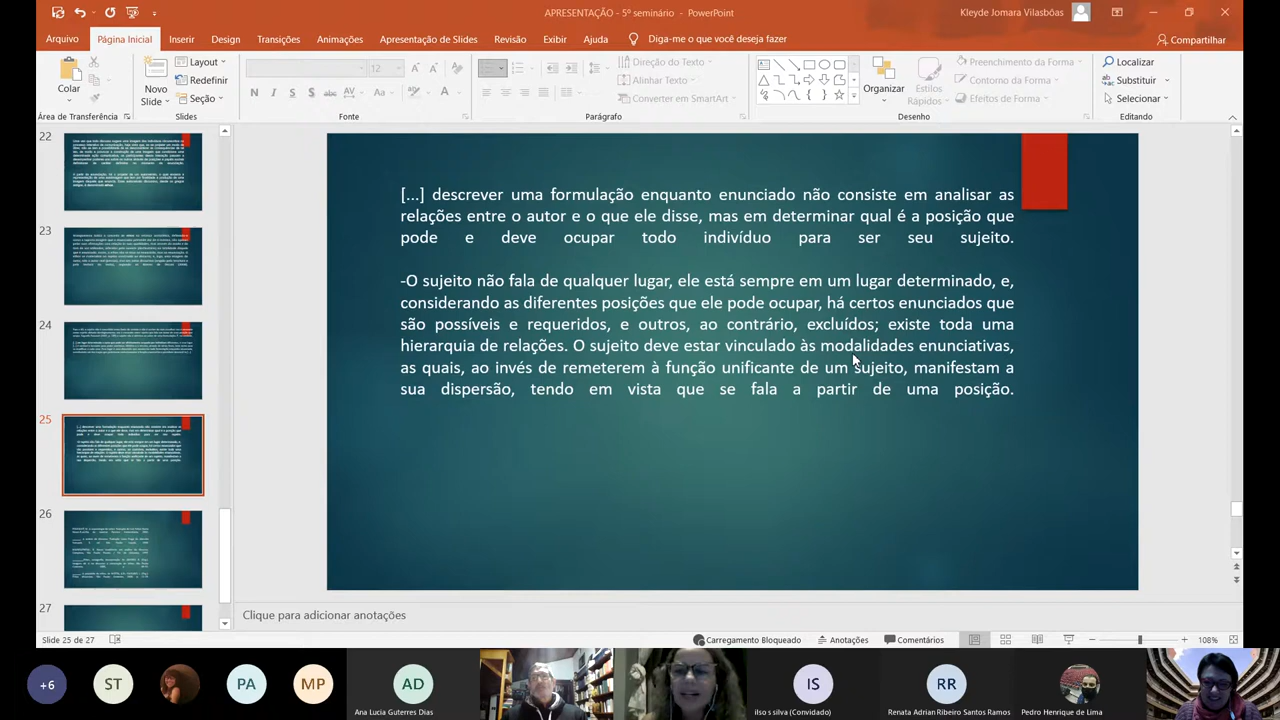 APRESENTAÇÃO - 5º seminário - PowerPoint
Kleyde Jomara Vilasbôas
Arquivo
Página Inicial
Inserir
Design
Transições
Animações
Apresentação de Slides
Revisão
Exibir
Ajuda
Diga-me o que você deseja fazer
Compartilhar
Colar
Novo
Slide
Layout
Redefinir
Seção
12
N I S S abc AV Aa A
Direção do Texto
Alinhar Texto
Converter em SmartArt
Organizar
Estilos
Rápidos
Preenchimento da Forma
Contorno da Forma
Efeitos de Forma
Localizar
Substituir
Selecionar
Área de Transferência
Slides
Fonte
Parágrafo
Desenho
Editando
22
23
24
25
26
27
[...] descrever uma formulação enquanto enunciado não consiste em analisar as
relações entre o autor e o que ele disse, mas em determinar qual é a posição que
pode e deve ocupar todo indivíduo para ser seu sujeito.
-O sujeito não fala de qualquer lugar, ele está sempre em um lugar determinado, e,
considerando as diferentes posições que ele pode ocupar, há certos enunciados que
são possíveis e requeridos, e outros, ao contrário, excluídos; existe toda uma
hierarquia de relações. O sujeito deve estar vinculado às modalidades enunciativas,
as quais, ao invés de remeterem à função unificante de um sujeito, manifestam a
sua dispersão, tendo em vista que se fala a partir de uma posição.
Clique para adicionar anotações
Slide 25 de 27
Carregamento Bloqueado
Anotações
Comentários
108%
+6
ST
PA
MP
AD
Ana Lucia Guterres Dias
IS
ilso s silva (Convidado)
RR
Renata Adrian Ribeiro Santos Ramos
Pedro Henrique de Lima